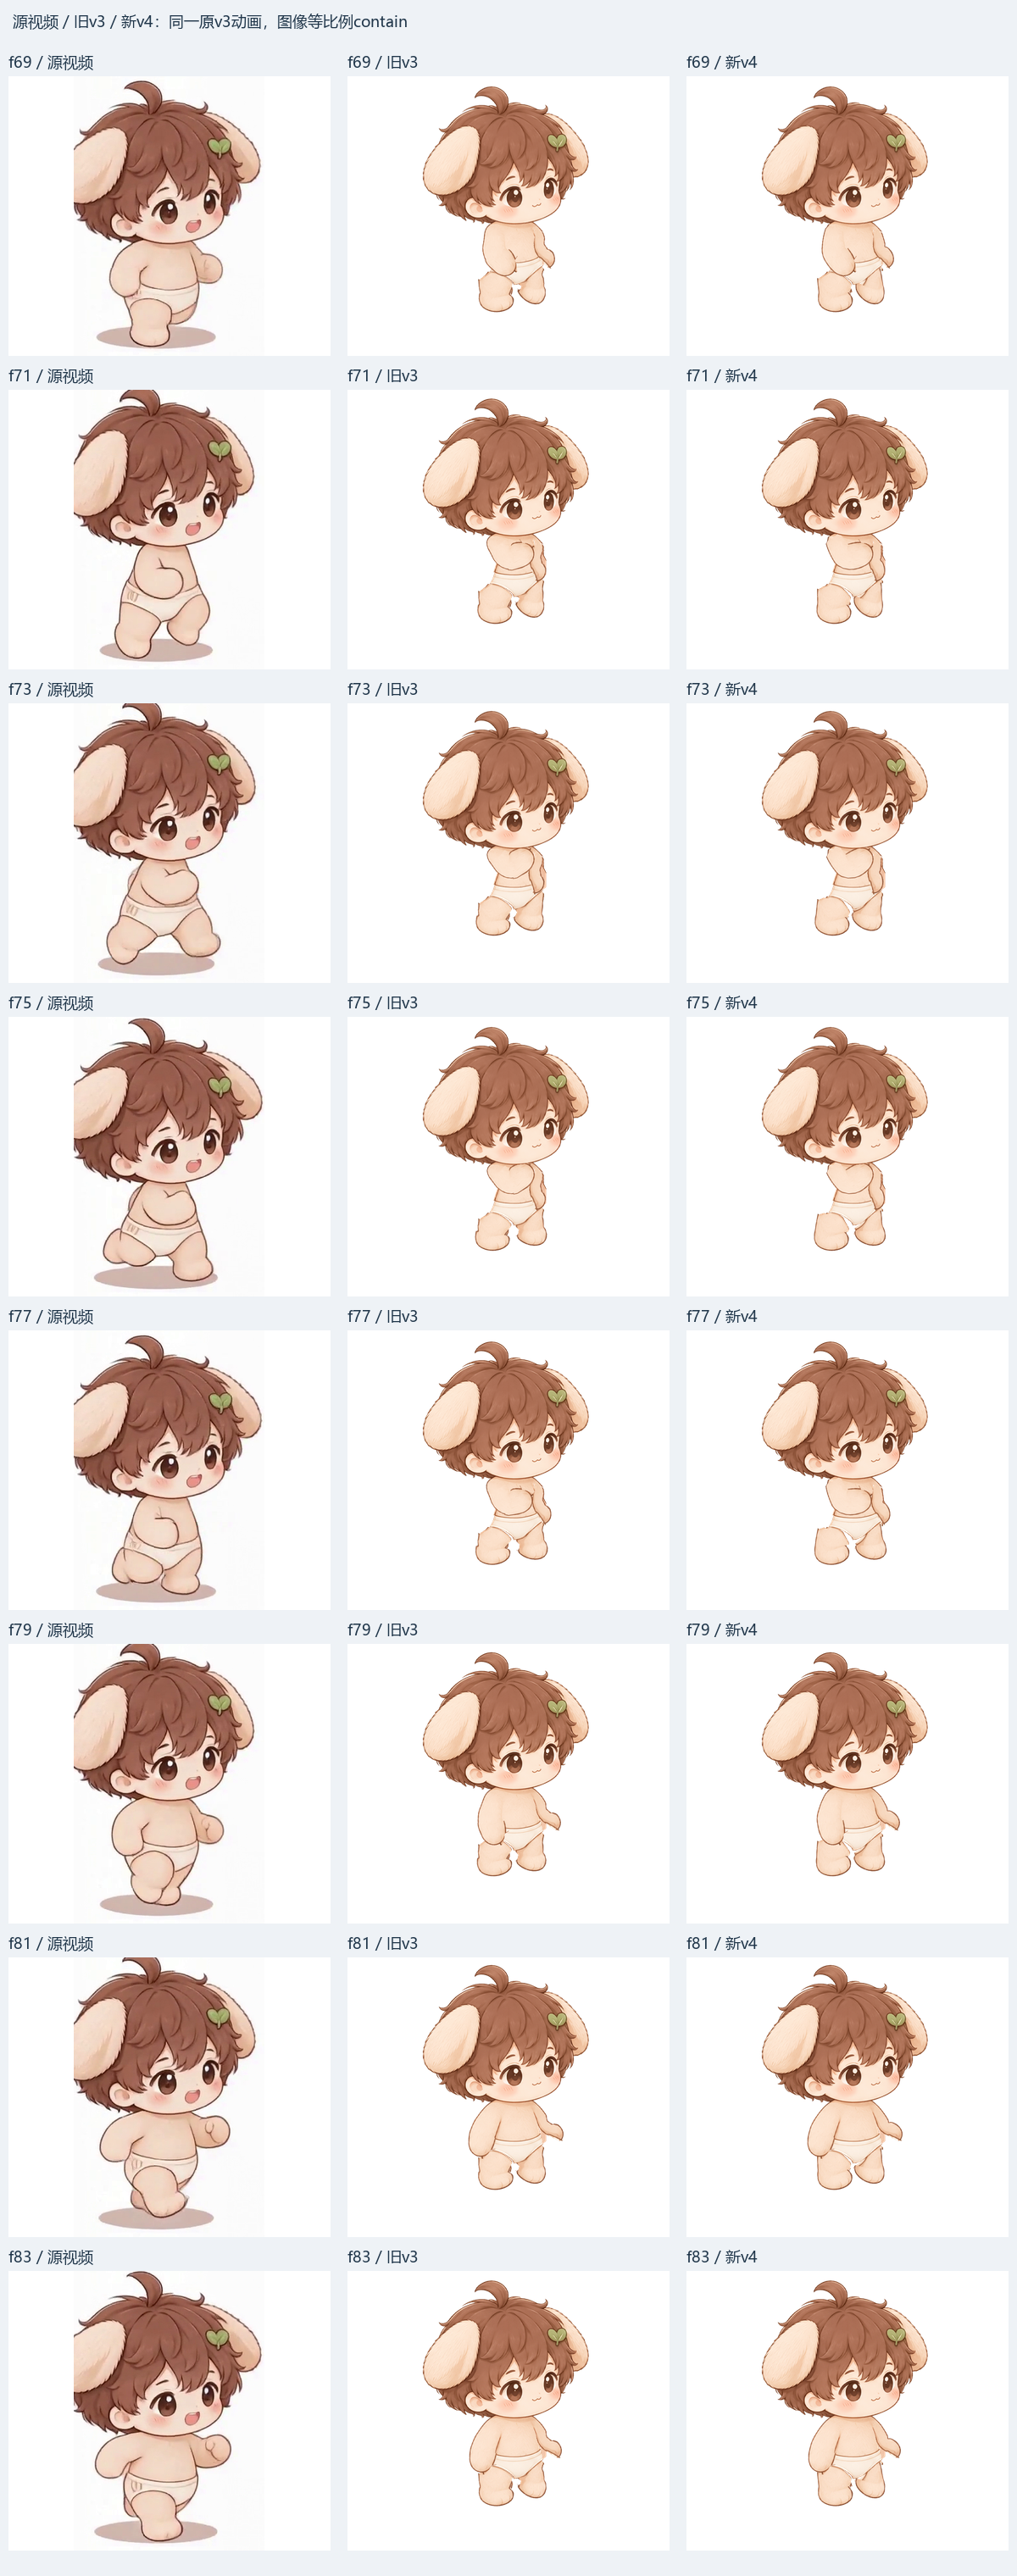 源视频 / 旧v3 / 新v4：同一原v3动画，图像等比例contain
f69 / 源视频
f69 / 旧v3
f69 / 新v4
f71 / 源视频
f71 / 旧v3
f71 / 新v4
f73 / 源视频
f73 / 旧v3
f73 / 新v4
f75 / 源视频
f75 / 旧v3
f75 / 新v4
f77 / 源视频
f77 / 旧v3
f77 / 新v4
f79 / 源视频
f79 / 旧v3
f79 / 新v4
f81 / 源视频
f81 / 旧v3
f81 / 新v4
f83 / 源视频
f83 / 旧v3
f83 / 新v4